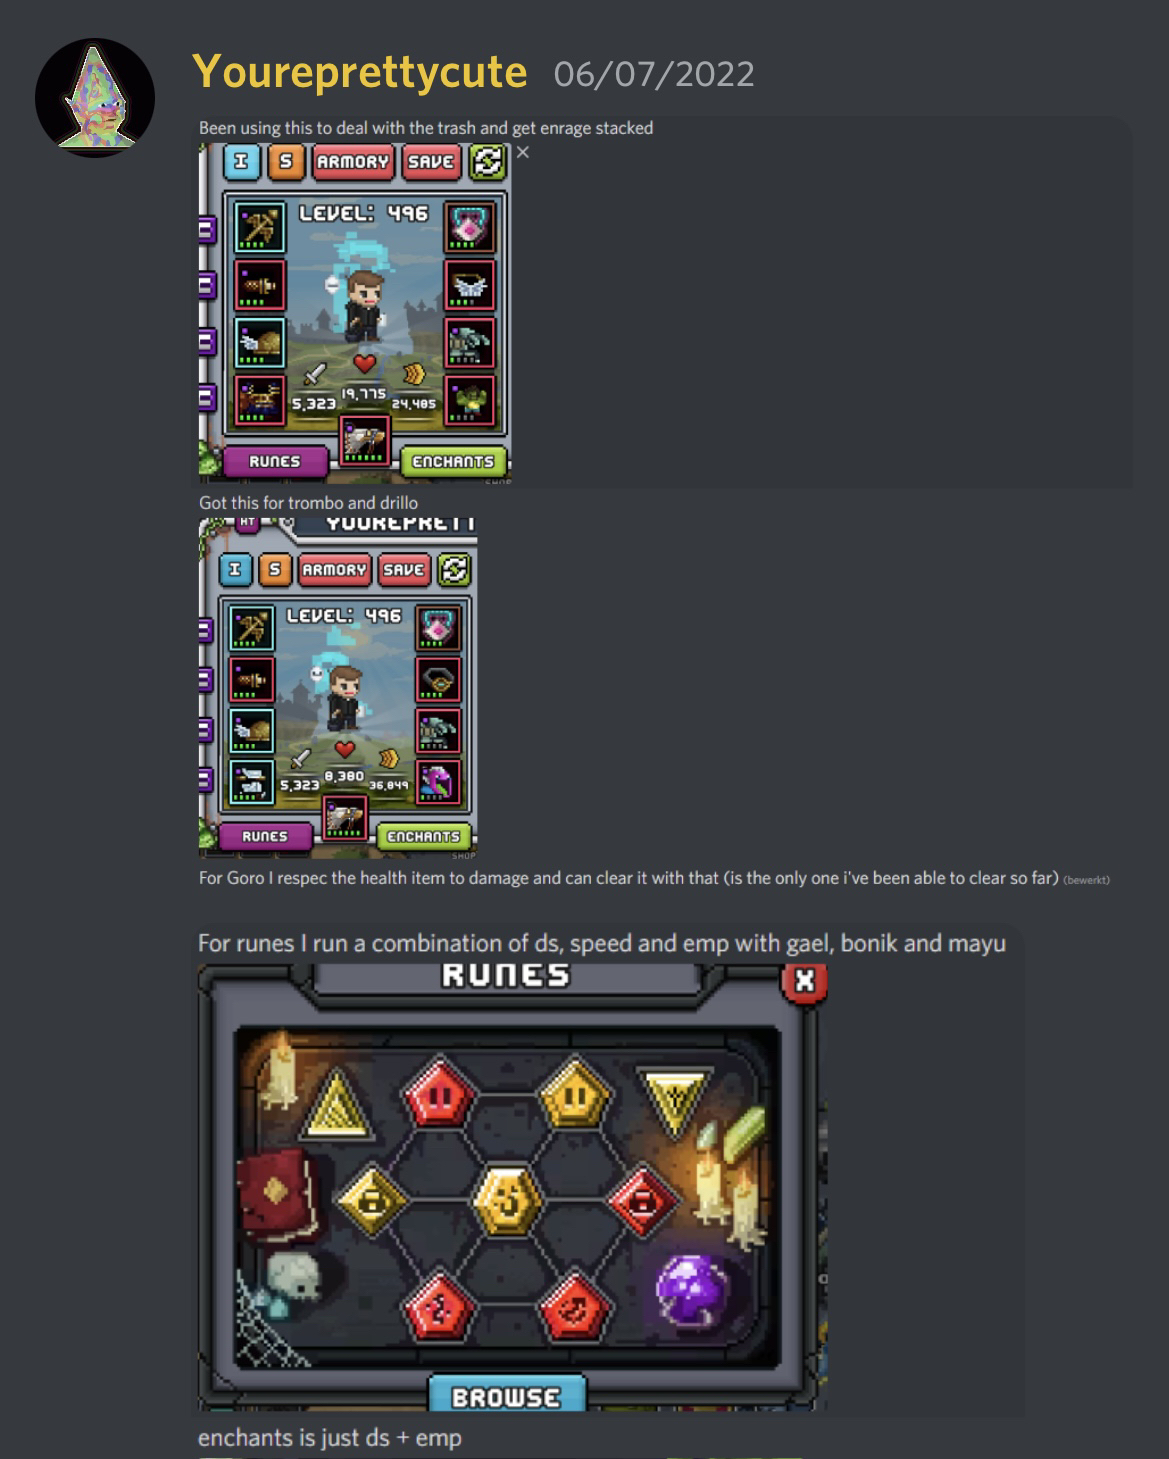 Youreprettycute 06/07/2022
Been using this to deal with the trash and get enrage stacked
I S ARMORY SAVE
LEVEL: 496
5,323 19,775 24,485
RUNES ENCHANTS
SHOP
Got this for trombo and drillo
YOUREPRETT
I S ARMORY SAVE
LEVEL: 496
5,323 8,380 36,849
RUNES ENCHANTS
SHOP
For Goro I respec the health item to damage and can clear it with that (is the only one i've been able to clear so far) (bewerkt)
For runes I run a combination of ds, speed and emp with gael, bonik and mayu
RUNES
X
BROWSE
enchants is just ds + emp